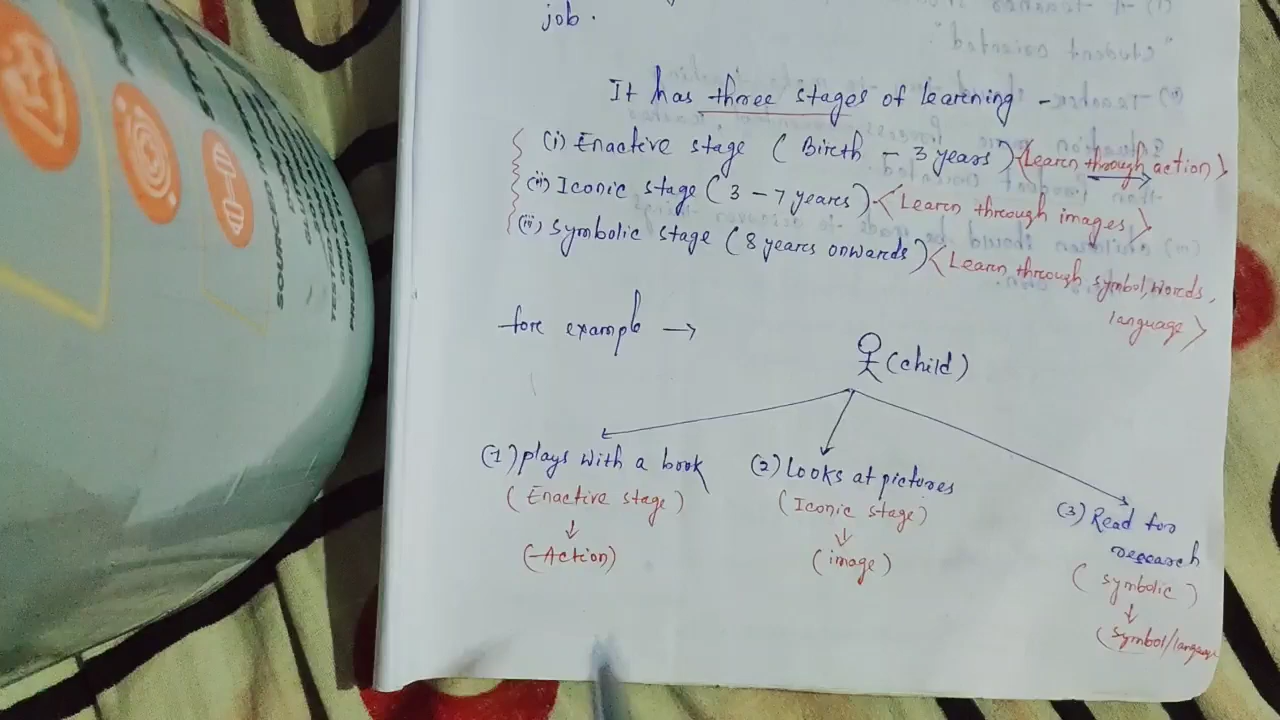 job.
It has three stages of learning -
(i) Enactive stage (Birth - 3 years) <Learn through action>
(ii) Iconic stage (3 - 7 years) <Learn through images>
(iii) Symbolic stage (8 years onwards) <Learn through symbol, words,
language>
for example →
(child)
(1) plays with a book
(Enactive stage)
↓
(Action)
(2) Looks at pictures
(Iconic stage)
↓
(image)
(3) Read for
research
(symbolic)
↓
(symbol/language